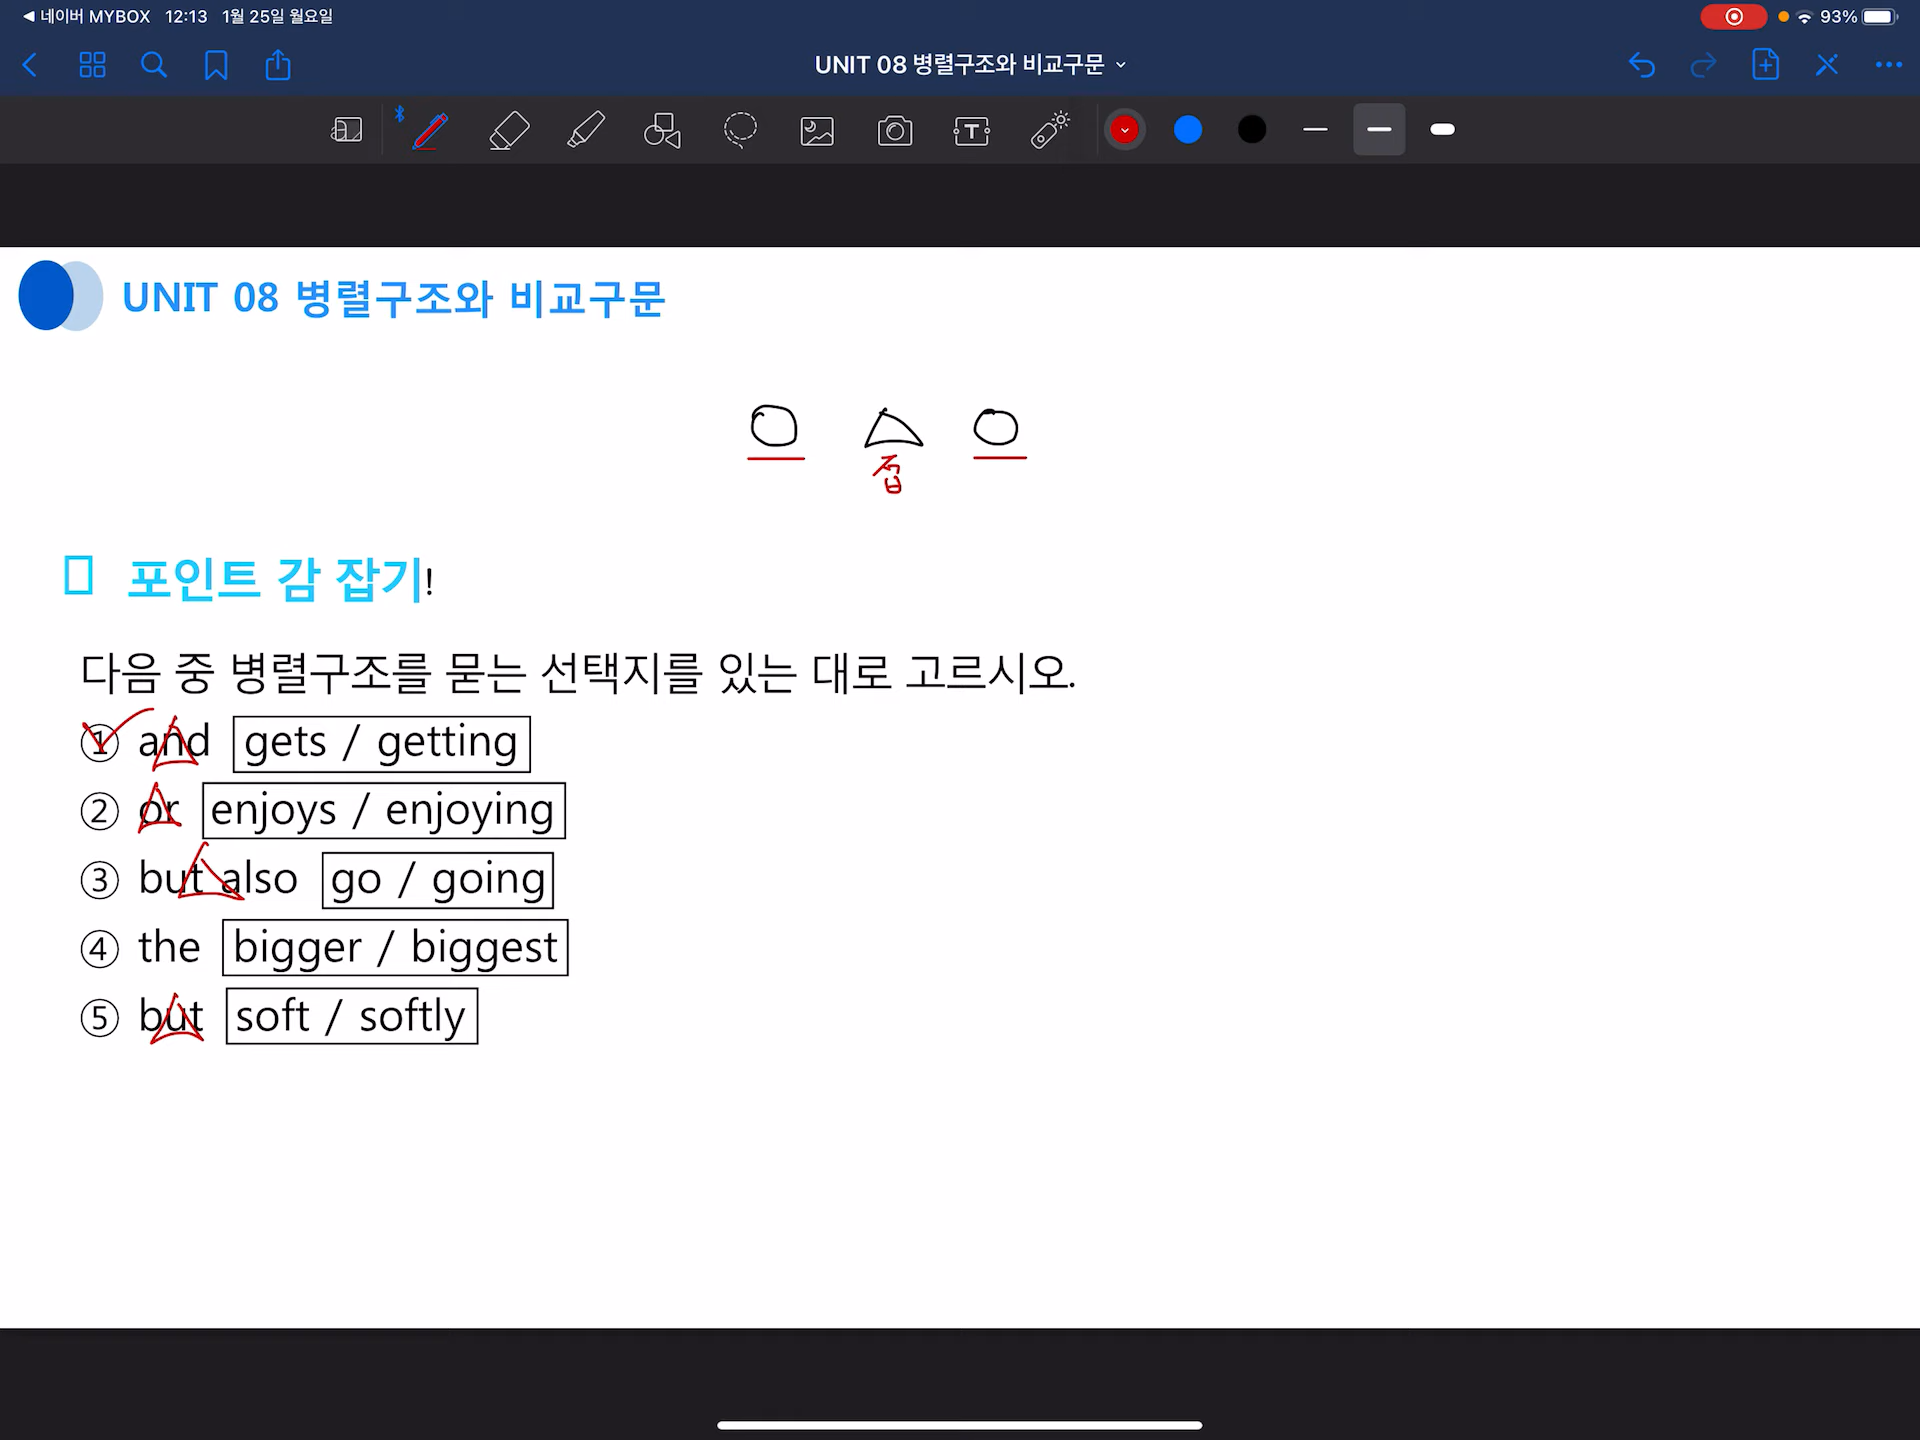 ◀ 네이버 MYBOX 12:13 1월 25일 월요일 93%
UNIT 08 병렬구조와 비교구문
T
UNIT 08 병렬구조와 비교구문
접
포인트 감 잡기!
다음 중 병렬구조를 묻는 선택지를 있는 대로 고르시오.
① and gets / getting
② or enjoys / enjoying
③ but also go / going
④ the bigger / biggest
⑤ but soft / softly